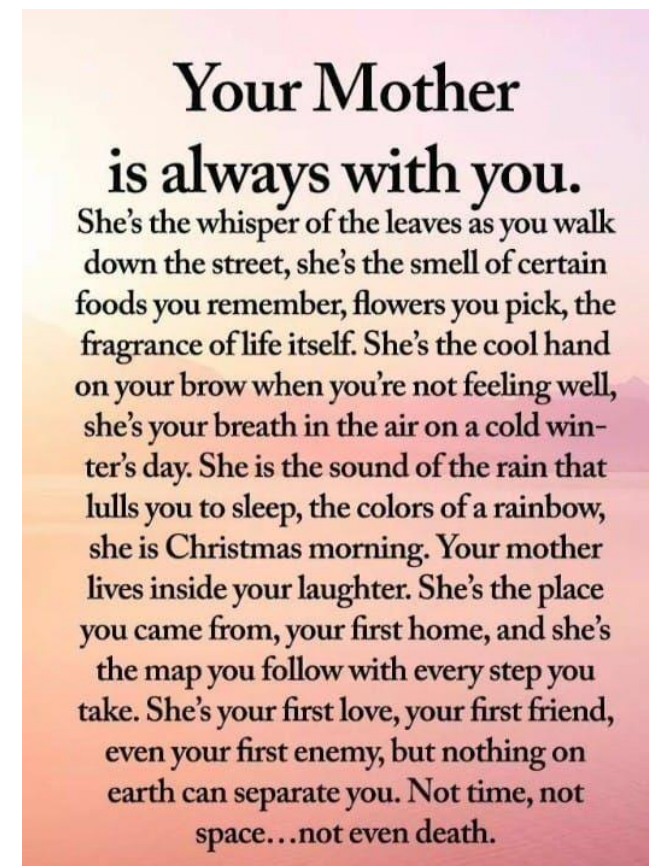 Your Mother
is always with you.
She's the whisper of the leaves as you walk
down the street, she's the smell of certain
foods you remember, flowers you pick, the
fragrance of life itself. She's the cool hand
on your brow when you're not feeling well,
she's your breath in the air on a cold win-
ter's day. She is the sound of the rain that
lulls you to sleep, the colors of a rainbow,
she is Christmas morning. Your mother
lives inside your laughter. She's the place
you came from, your first home, and she's
the map you follow with every step you
take. She's your first love, your first friend,
even your first enemy, but nothing on
earth can separate you. Not time, not
space...not even death.